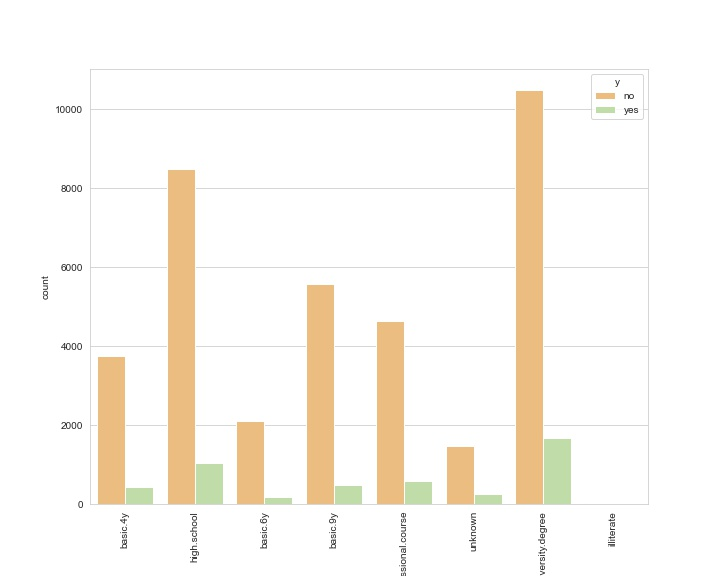 y
no
yes
10000
8000
6000
4000
2000
0
count
basic.4y
high.school
basic.6y
basic.9y
ssional.course
unknown
versity.degree
illiterate